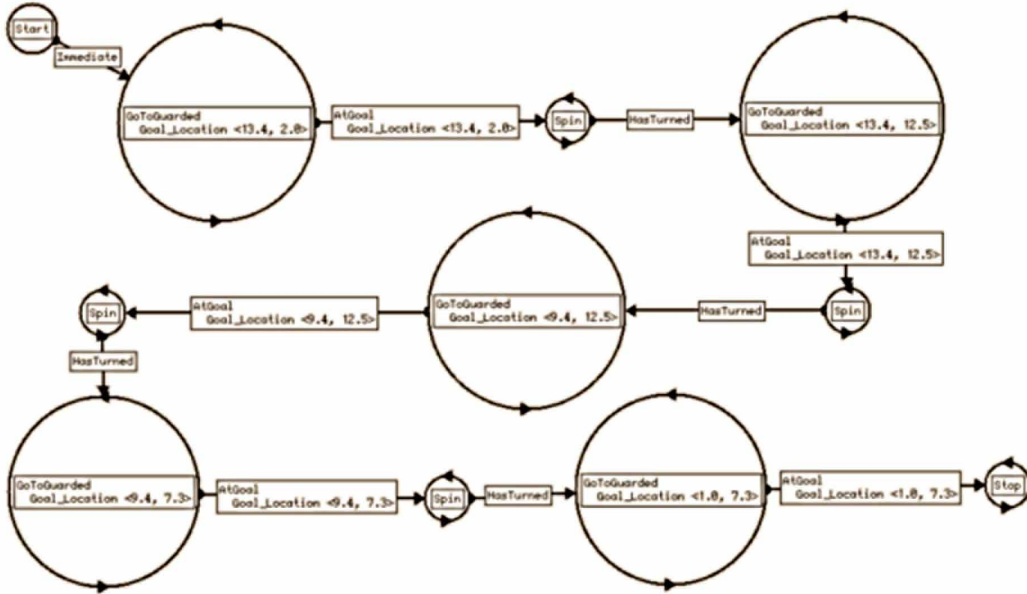 Start
Immediate
GoToGuarded
Goal_Location <13.4, 2.0>
AtGoal
Goal_Location <13.4, 2.0>
Spin
HasTurned
GoToGuarded
Goal_Location <13.4, 12.5>
AtGoal
Goal_Location <13.4, 12.5>
Spin
HasTurned
GoToGuarded
Goal_Location <9.4, 12.5>
AtGoal
Goal_Location <9.4, 12.5>
Spin
HasTurned
GoToGuarded
Goal_Location <9.4, 7.3>
AtGoal
Goal_Location <9.4, 7.3>
Spin
HasTurned
GoToGuarded
Goal_Location <1.0, 7.3>
AtGoal
Goal_Location <1.0, 7.3>
Stop